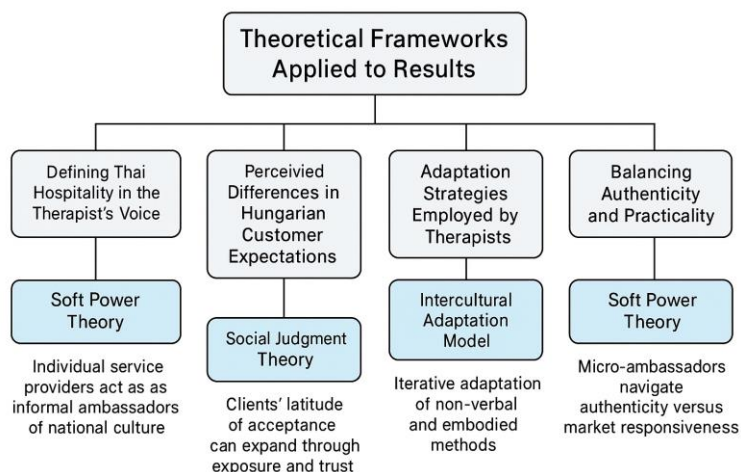 Theoretical Frameworks
Applied to Results
Defining Thai
Hospitality in the
Therapist's Voice
Soft Power
Theory
Individual service
providers act as as
informal ambassadors
of national culture
Perceivied
Differences in
Hungarian
Customer
Expectations
Social Judgment
Theory
Clients' latitude
of acceptance
can expand through
exposure and trust
Adaptation
Strategies
Employed by
Therapists
Intercultural
Adaptation
Model
Iterative adaptation
of non-verbal
and embodied
methods
Balancing
Authenticity
and Practicality
Soft Power
Theory
Micro-ambassadors
navigate
authenticity versus
market responsiveness